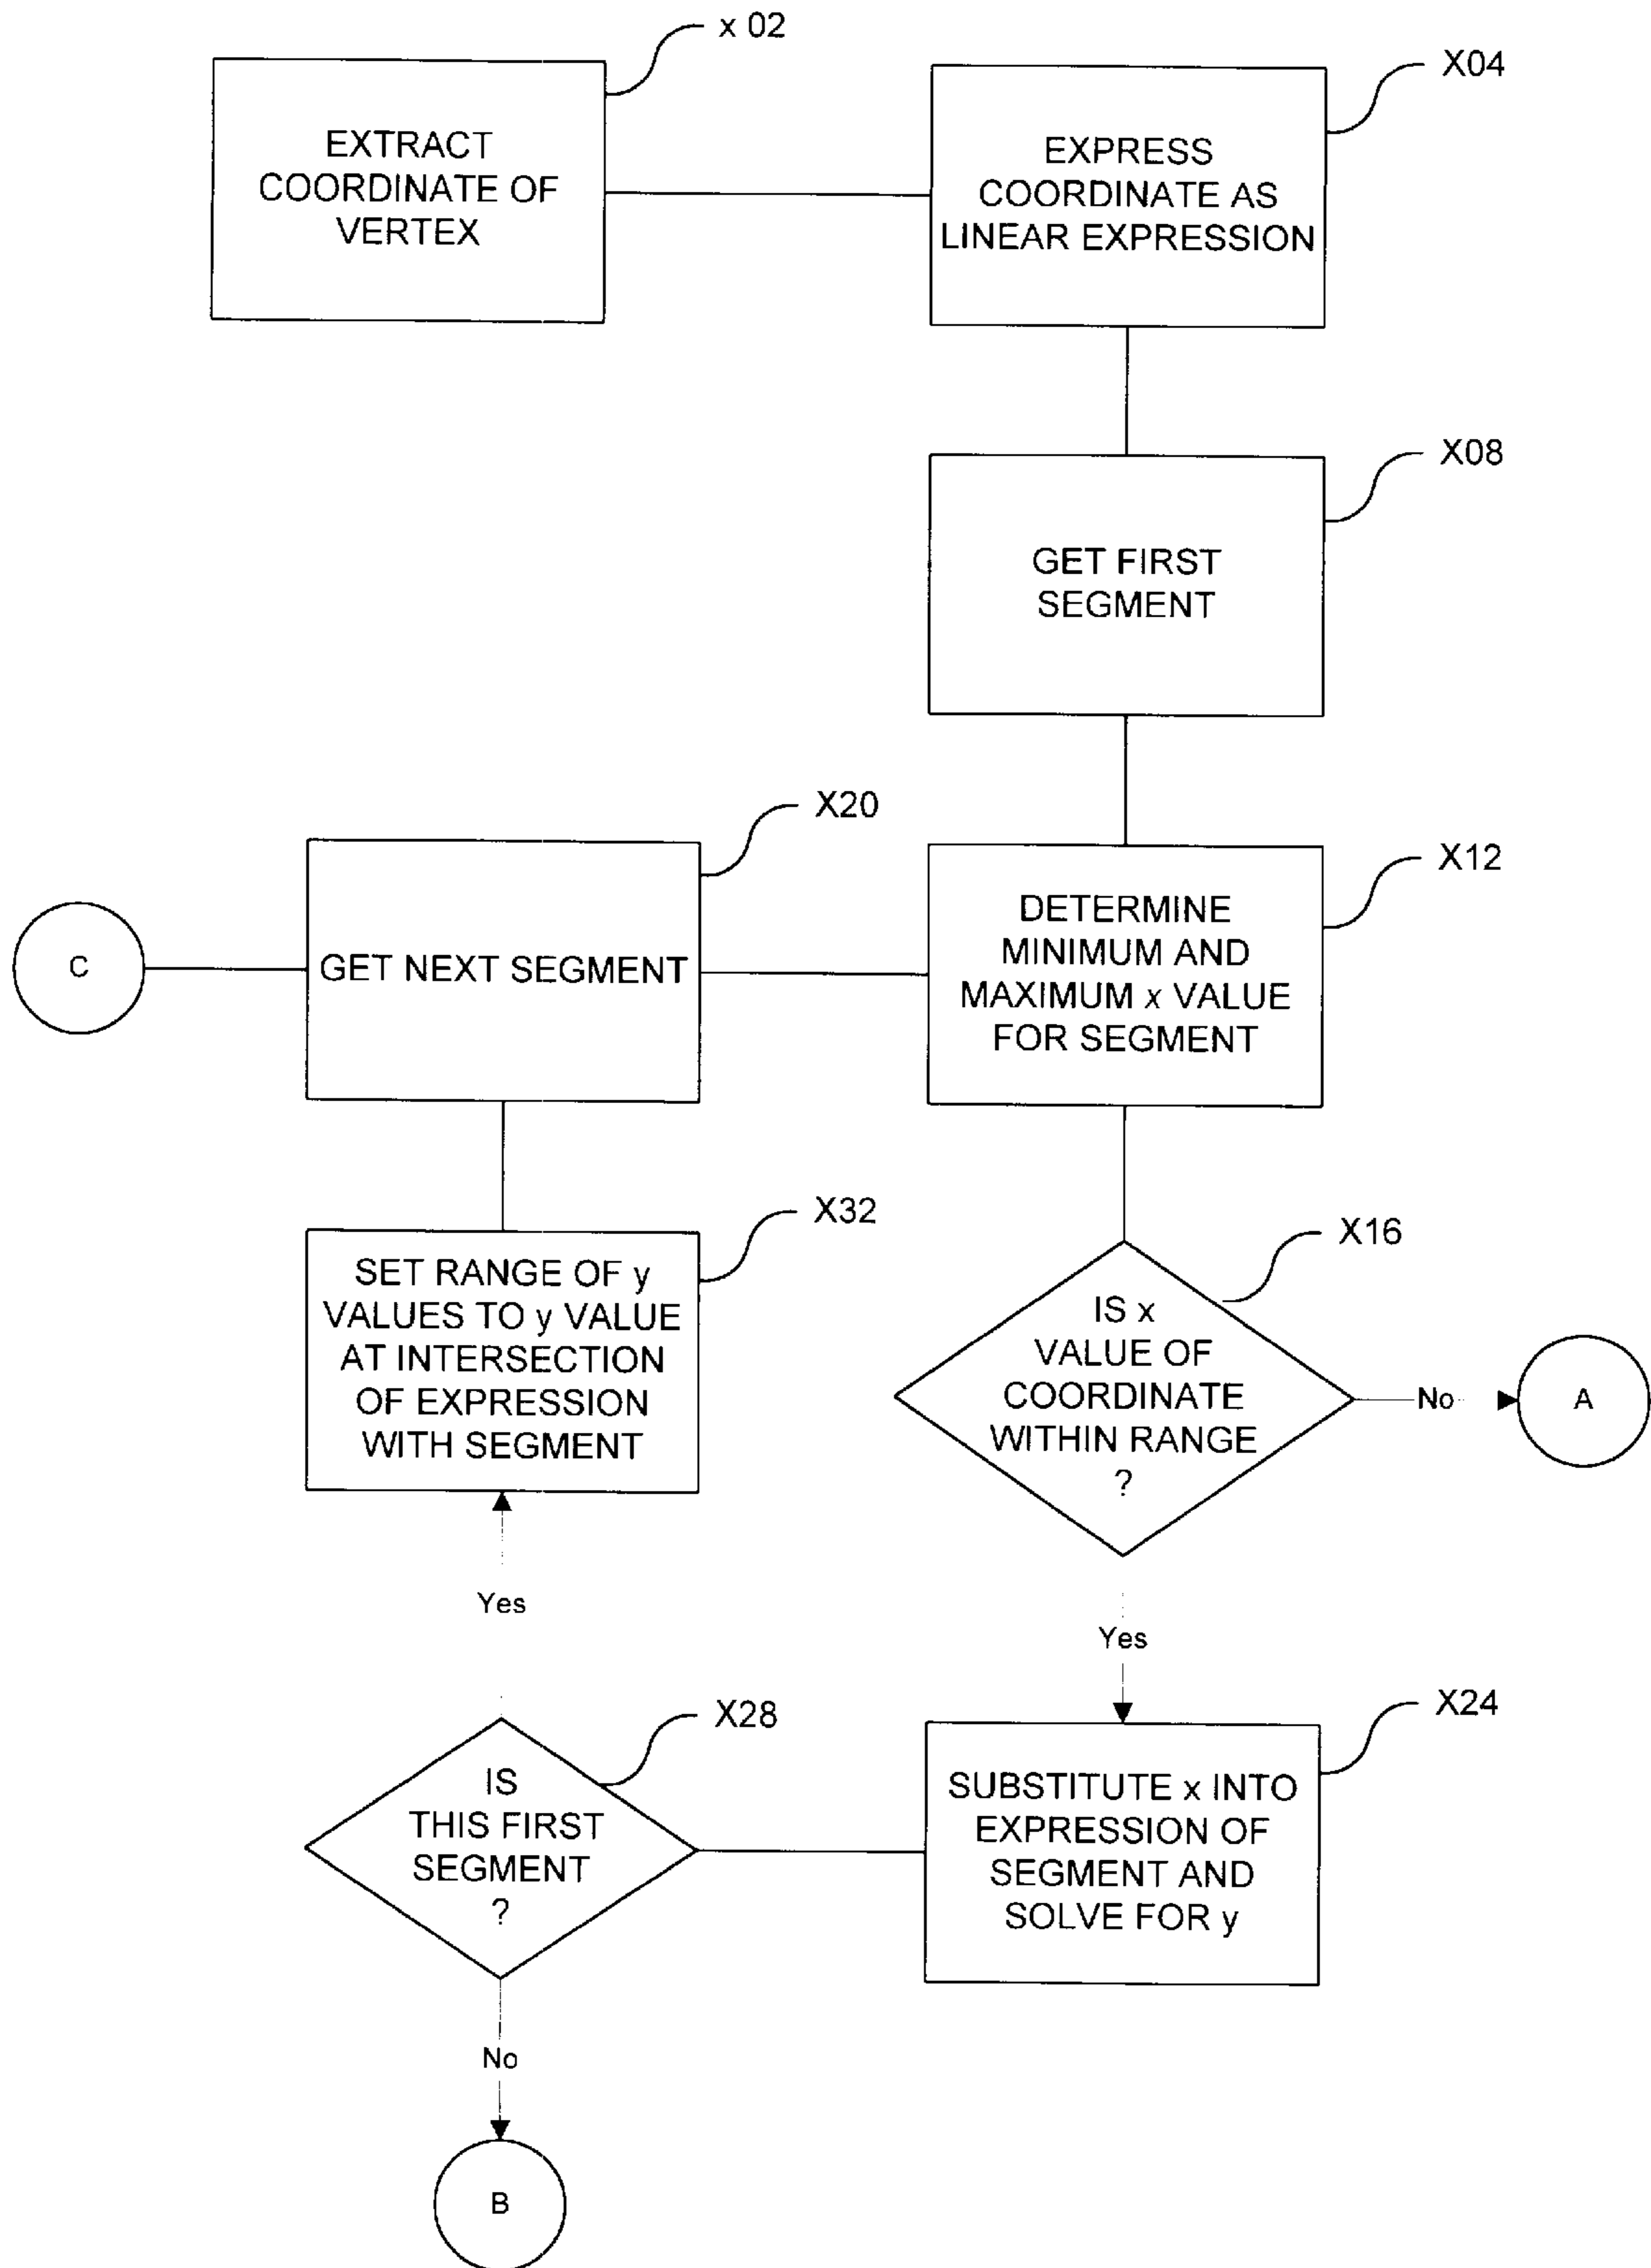 x 02
EXTRACT
COORDINATE OF
VERTEX
X04
EXPRESS
COORDINATE AS
LINEAR EXPRESSION
X08
GET FIRST
SEGMENT
X20
GET NEXT SEGMENT
C
X12
DETERMINE
MINIMUM AND
MAXIMUM x VALUE
FOR SEGMENT
X32
SET RANGE OF y
VALUES TO y VALUE
AT INTERSECTION
OF EXPRESSION
WITH SEGMENT
X16
IS x
VALUE OF
COORDINATE
WITHIN RANGE
?
No
A
Yes
Yes
X28
IS
THIS FIRST
SEGMENT
?
X24
SUBSTITUTE x INTO
EXPRESSION OF
SEGMENT AND
SOLVE FOR y
No
B